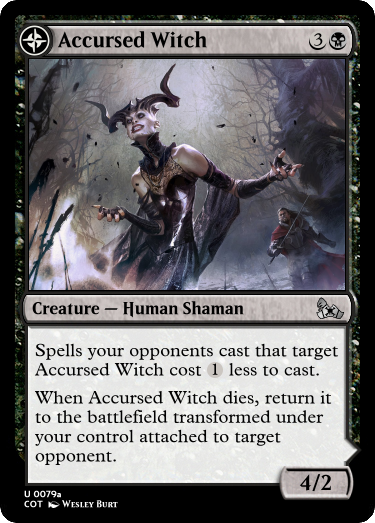 Accursed Witch 3
Creature — Human Shaman
Spells your opponents cast that target
Accursed Witch cost 1 less to cast.
When Accursed Witch dies, return it
to the battlefield transformed under
your control attached to target
opponent.
4/2
U 0079a
COT Wesley Burt